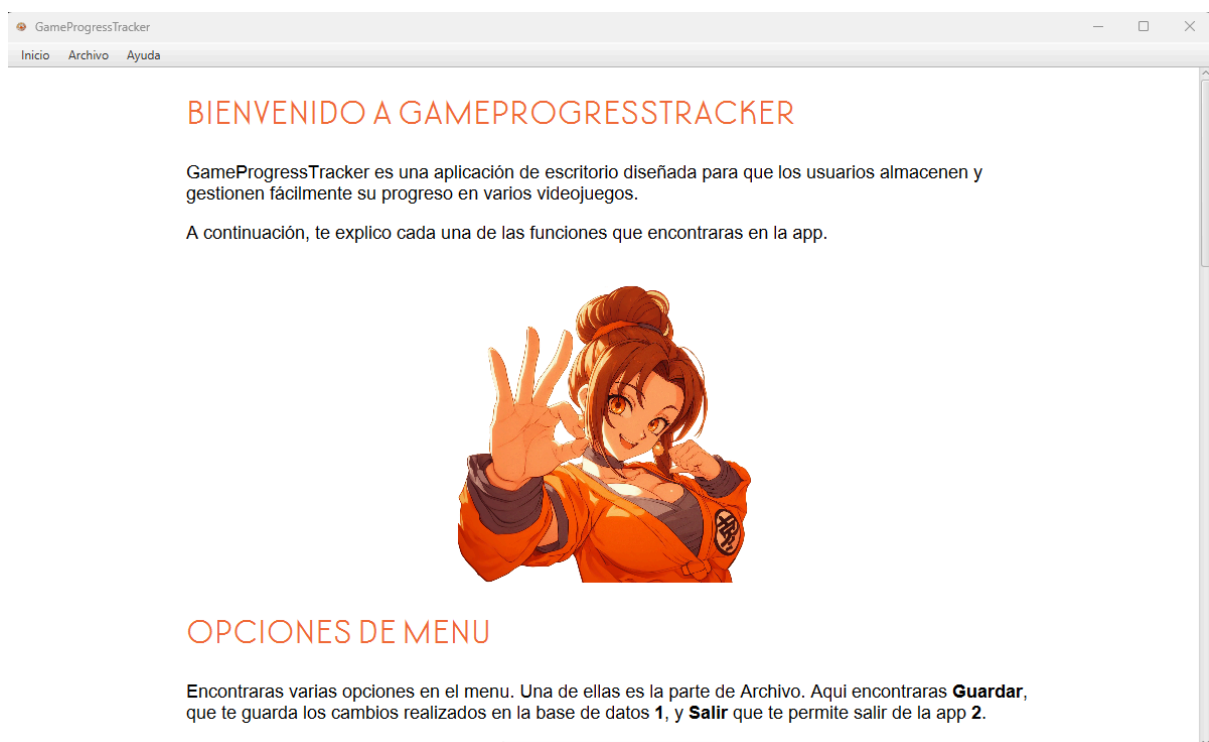 GameProgressTracker
Inicio Archivo Ayuda
BIENVENIDO A GAMEPROGRESSTRACKER
GameProgressTracker es una aplicación de escritorio diseñada para que los usuarios almacenen y
gestionen fácilmente su progreso en varios videojuegos.
A continuación, te explico cada una de las funciones que encontraras en la app.
OPCIONES DE MENU
Encontraras varias opciones en el menu. Una de ellas es la parte de Archivo. Aqui encontraras Guardar,
que te guarda los cambios realizados en la base de datos 1, y Salir que te permite salir de la app 2.